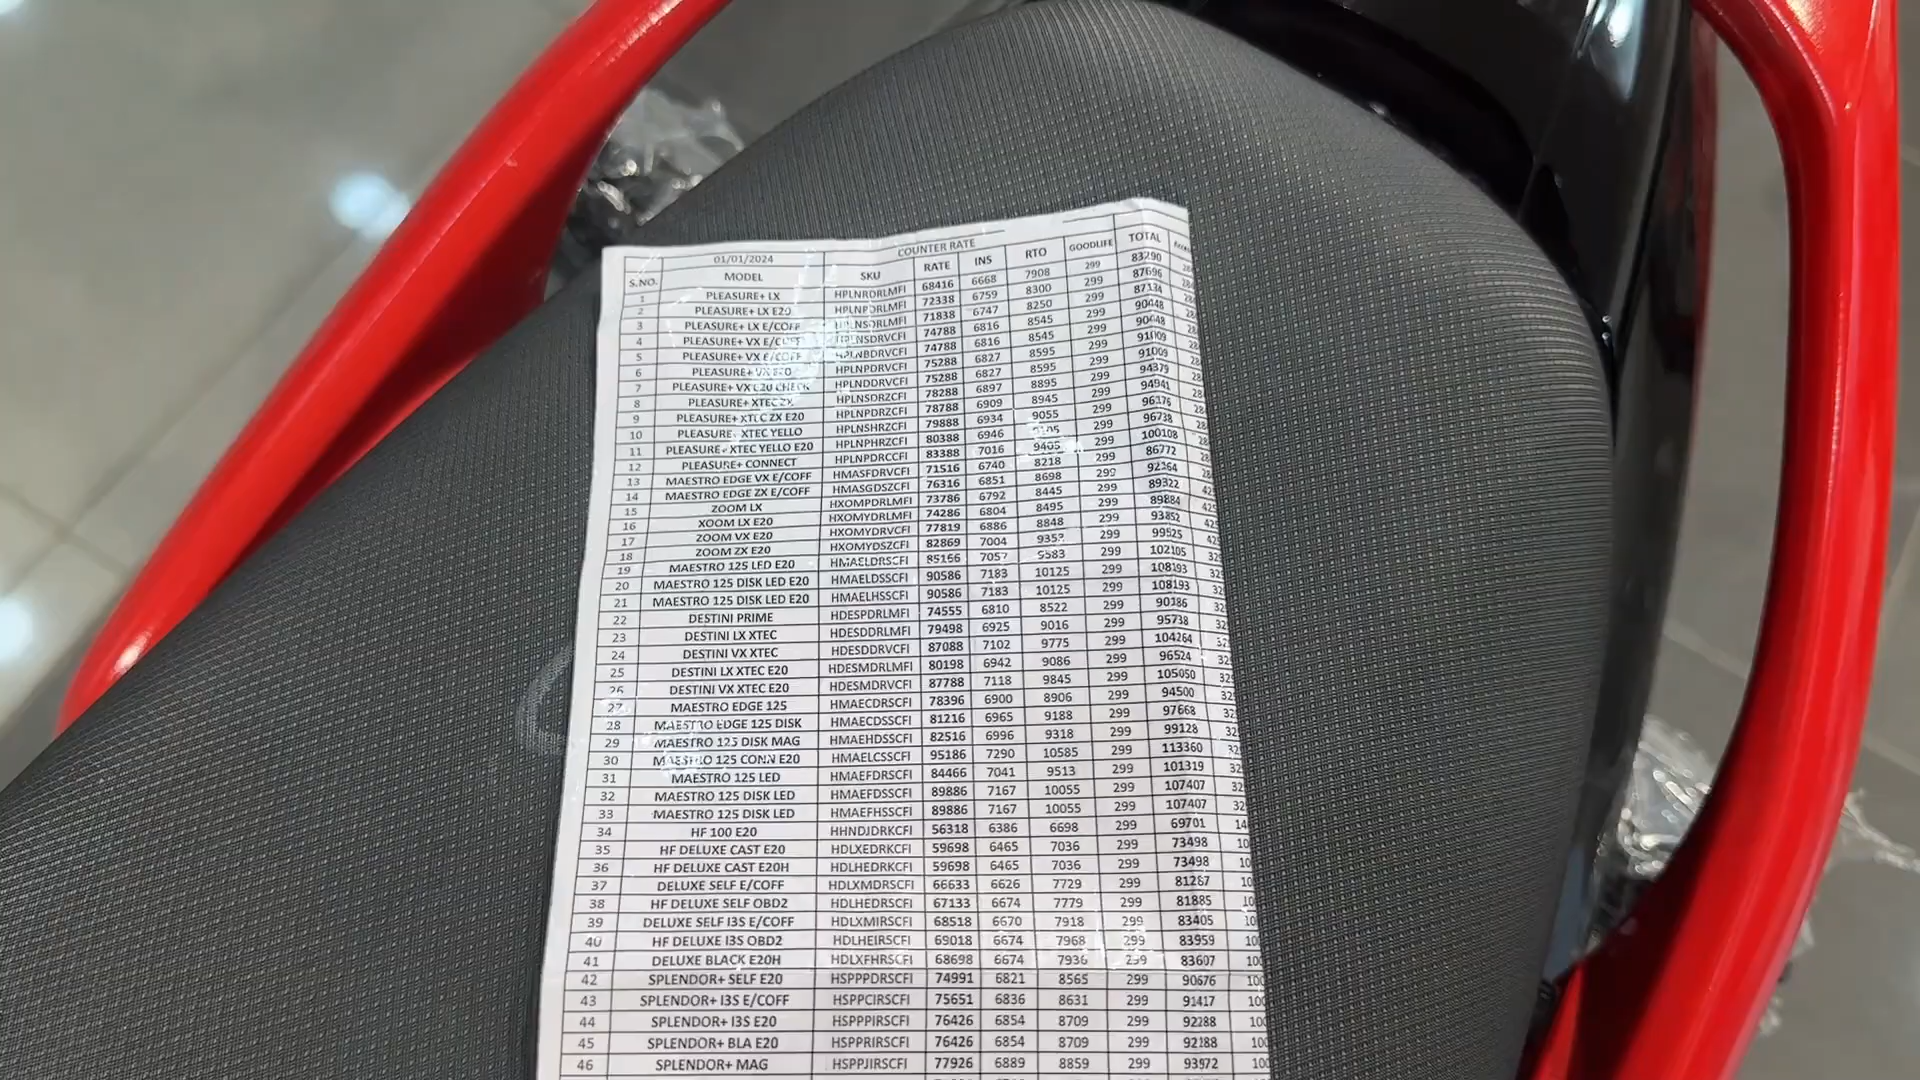 COUNTER RATE
01/01/2024
S.NO. MODEL SKU RATE INS RTO GOODLIFE TOTAL
1 PLEASURE+ LX HPLNRDRLMFI 68416 6668 7908 299 83290
2 PLEASURE+ LX E20 HPLNPDRLMFI 72338 6759 8300 299 87696
3 PLEASURE+ LX E/COFF HPLNSDRLMFI 71838 6747 8250 299 87134
4 PLEASURE+ VX E/COFF HPLNSDRVCFI 74788 6816 8545 299 90448
5 PLEASURE+ VX E/COFF HPLNBDRVCFI 74788 6816 8545 299 90448
6 PLEASURE+ VX E20 HPLNPDRVCFI 75288 6827 8595 299 91009
7 PLEASURE+ VX E20 CHECK HPLNDDRVCFI 75288 6827 8595 299 91009
8 PLEASURE+ XTEC ZX HPLNSDRZCFI 78288 6897 8895 299 94379
9 PLEASURE+ XTEC ZX E20 HPLNPDRZCFI 78788 6909 8945 299 94941
10 PLEASURE+ XTEC YELLO HPLNSHRZCFI 79888 6934 9055 299 96176
11 PLEASURE+ XTEC YELLO E20 HPLNPHRZCFI 80388 6946 9105 299 96738
12 PLEASURE+ CONNECT HPLNPDRCCFI 83388 7016 9405 299 100108
13 MAESTRO EDGE VX E/COFF HMASFDRVCFI 71516 6740 8218 299 86772
14 MAESTRO EDGE ZX E/COFF HMASGDSZCFI 76316 6851 8698 299 92164
15 ZOOM LX HXOMPDRLMFI 73786 6792 8445 299 89322
16 XOOM LX E20 HXOMYDRLMFI 74286 6804 8495 299 89884
17 ZOOM VX E20 HXOMYDRVCFI 77819 6886 8848 299 93852
18 ZOOM ZX E20 HXOMYDSZCFI 82869 7004 9353 299 99525
19 MAESTRO 125 LED E20 HMAELDRSCFI 85166 7057 9583 299 102105
20 MAESTRO 125 DISK LED E20 HMAELDSSCFI 90586 7183 10125 299 108193
21 MAESTRO 125 DISK LED E20 HMAELHSSCFI 90586 7183 10125 299 108193
22 DESTINI PRIME HDESPDRLMFI 74555 6810 8522 299 90186
23 DESTINI LX XTEC HDESDDRLMFI 79498 6925 9016 299 95738
24 DESTINI VX XTEC HDESDDRVCFI 87088 7102 9775 299 104264
25 DESTINI LX XTEC E20 HDESMDRLMFI 80198 6942 9086 299 96524
26 DESTINI VX XTEC E20 HDESMDRVCFI 87788 7118 9845 299 105050
27 MAESTRO EDGE 125 HMAECDRSCFI 78396 6900 8906 299 94500
28 MAESTRO EDGE 125 DISK HMAECDSSCFI 81216 6965 9188 299 97668
29 MAESTRO 125 DISK MAG HMAEHDSSCFI 82516 6996 9318 299 99128
30 MAESTRO 125 CONN E20 HMAELCSSCFI 95186 7290 10585 299 113360
31 MAESTRO 125 LED HMAEFDRSCFI 84466 7041 9513 299 101319
32 MAESTRO 125 DISK LED HMAEFDSSCFI 89886 7167 10055 299 107407
33 MAESTRO 125 DISK LED HMAEFHSSCFI 89886 7167 10055 299 107407
34 HF 100 E20 HHNDJDRKCFI 56318 6386 6698 299 69701
35 HF DELUXE CAST E20 HDLXEDRKCFI 59698 6465 7036 299 73498
36 HF DELUXE CAST E20H HDLHEDRKCFI 59698 6465 7036 299 73498
37 DELUXE SELF E/COFF HDLXMDRSCFI 66633 6626 7729 299 81287
38 HF DELUXE SELF OBD2 HDLHEDRSCFI 67133 6674 7779 299 81885
39 DELUXE SELF I3S E/COFF HDLXMIRSCFI 68518 6670 7918 299 83405
40 HF DELUXE I3S OBD2 HDLHEIRSCFI 69018 6674 7968 299 83959
41 DELUXE BLACK E20H HDLXFHRSCFI 68698 6674 7936 299 83607
42 SPLENDOR+ SELF E20 HSPPPDRSCFI 74991 6821 8565 299 90676
43 SPLENDOR+ I3S E/COFF HSPPCIRSCFI 75651 6836 8631 299 91417
44 SPLENDOR+ I3S E20 HSPPPIRSCFI 76426 6854 8709 299 92288
45 SPLENDOR+ BLA E20 HSPPRIRSCFI 76426 6854 8709 299 92188
46 SPLENDOR+ MAG HSPPJIRSCFI 77926 6889 8859 299 93972